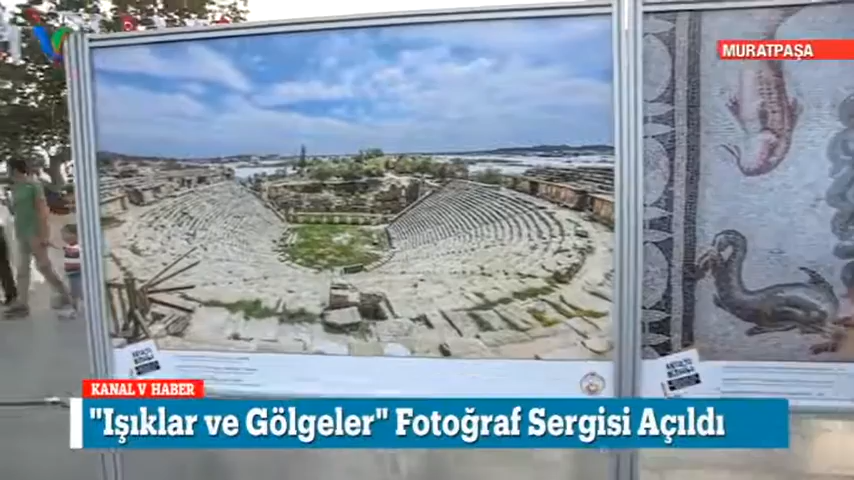 MURATPAŞA
KANAL V HABER
"Işıklar ve Gölgeler" Fotoğraf Sergisi Açıldı